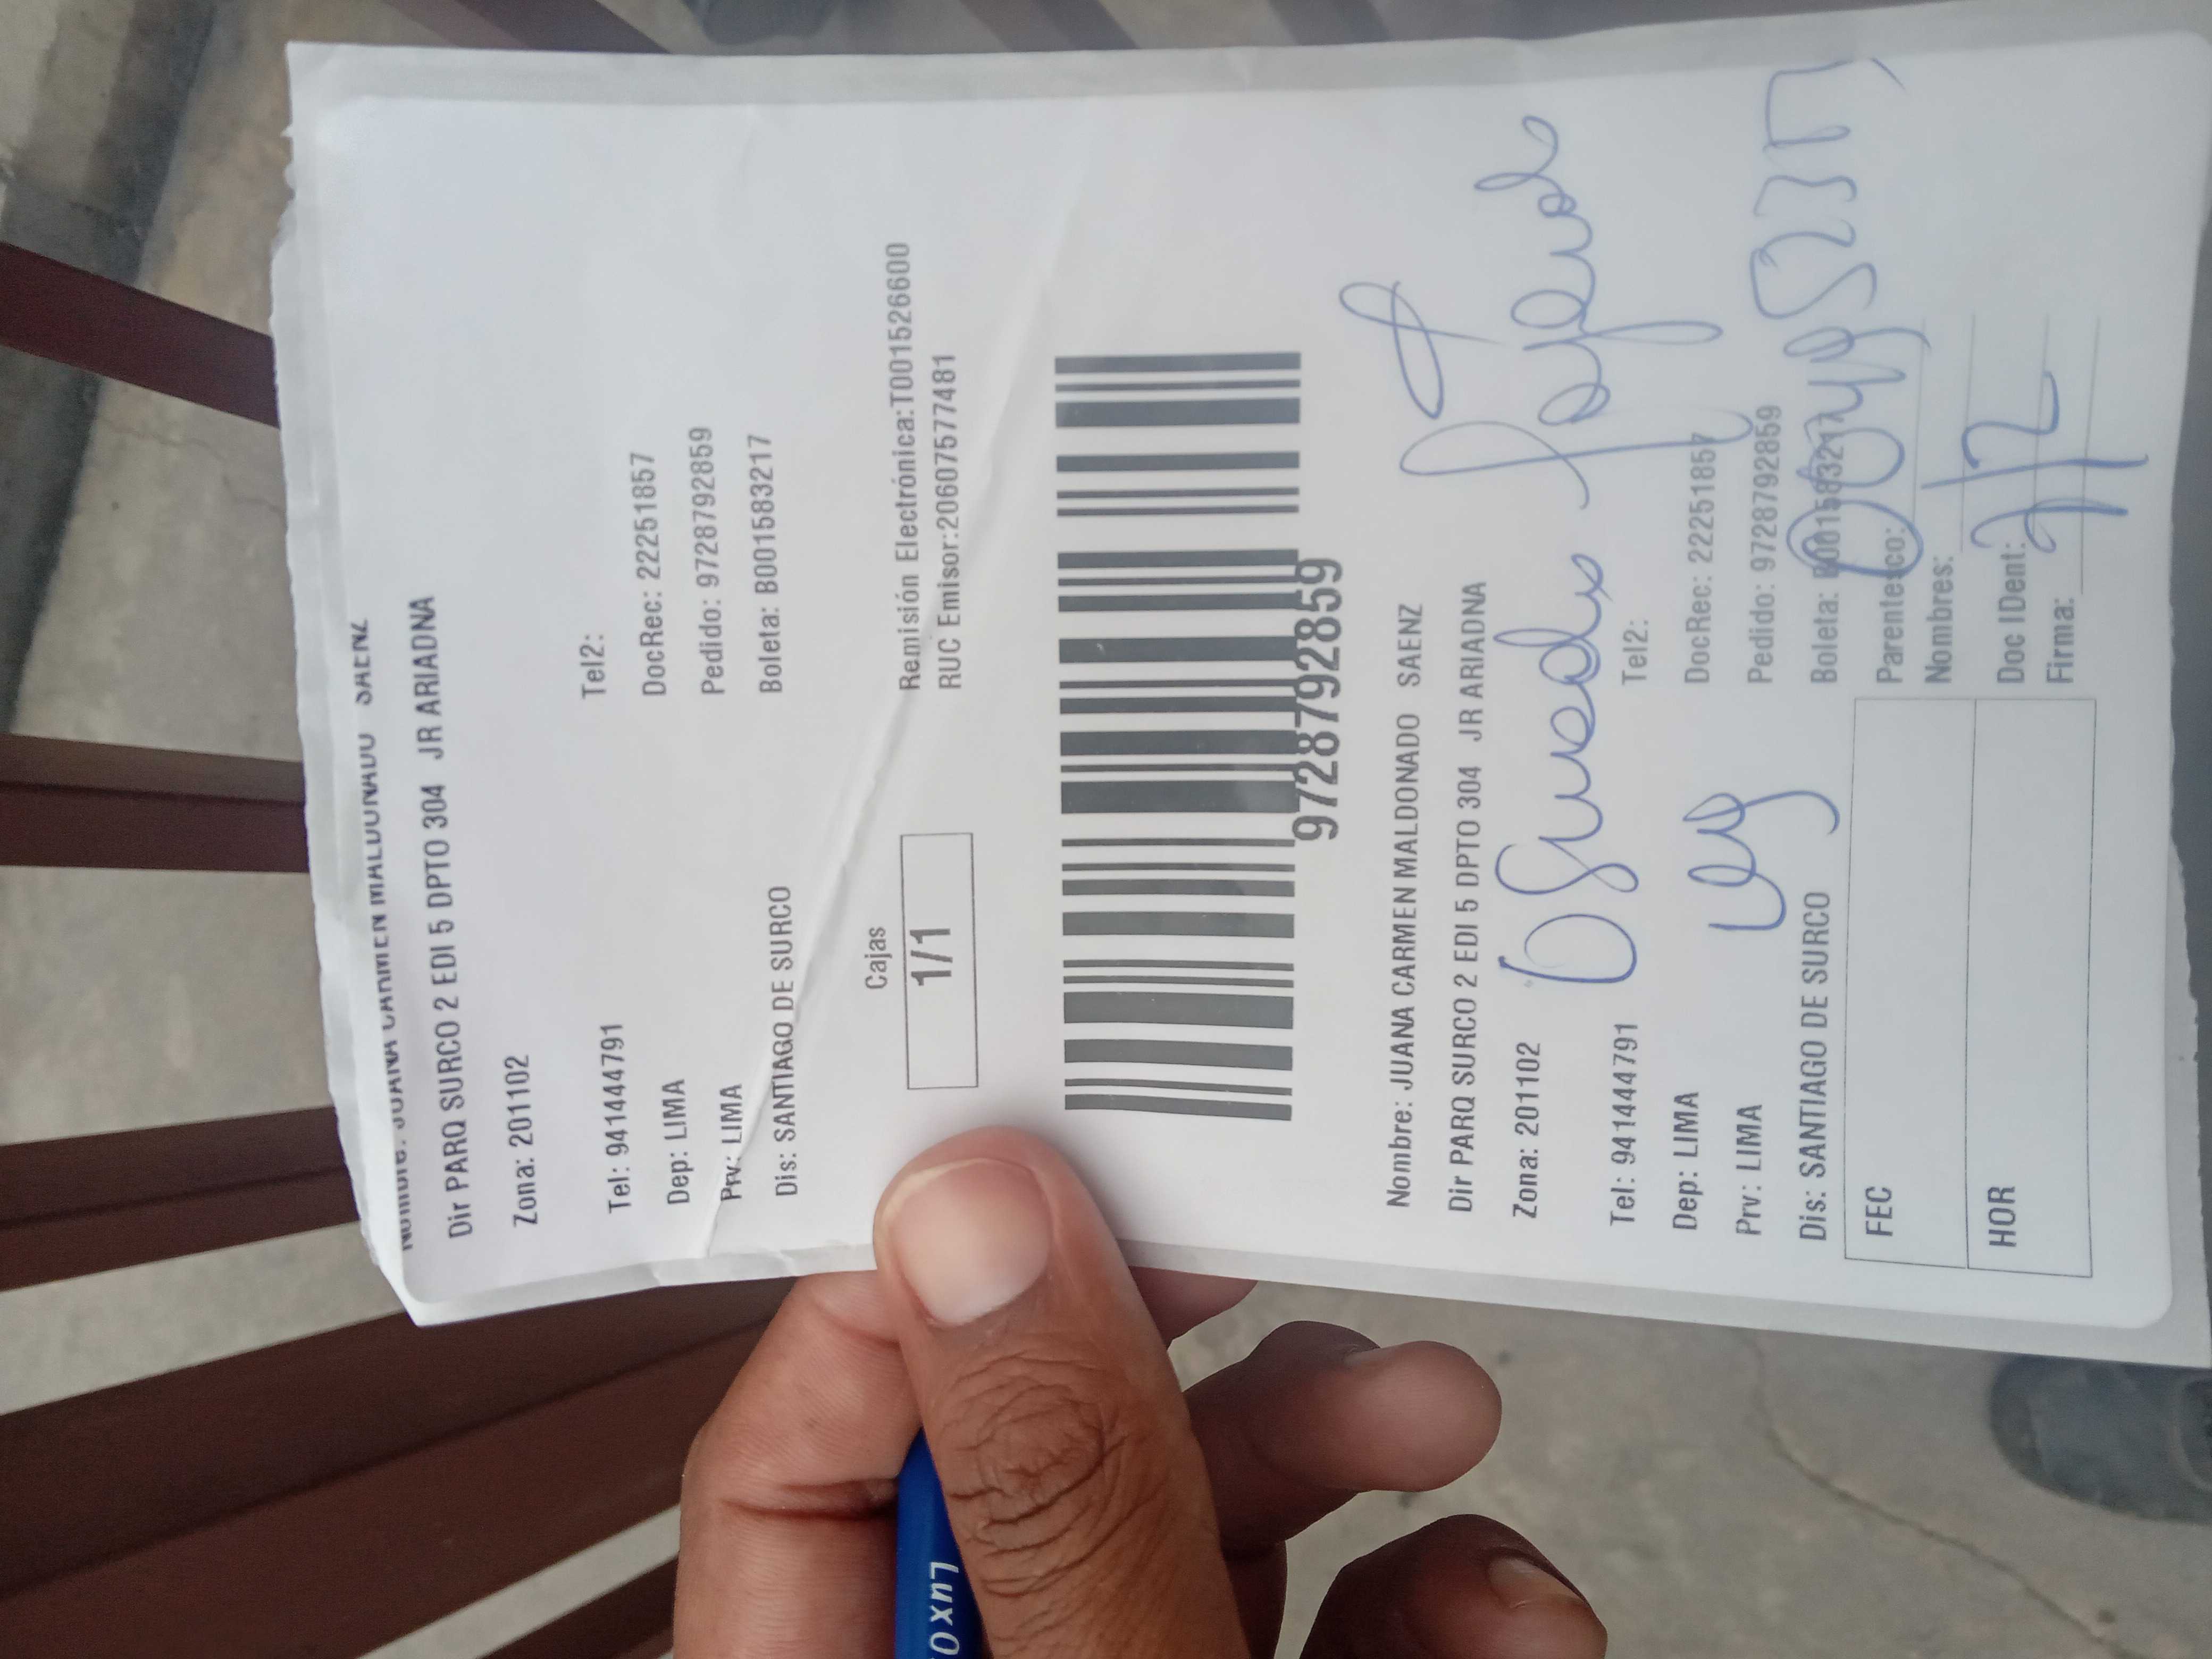 Nombre: JUANA CARMEN MALDONADO SAENZ
Dir PARQ SURCO 2 EDI 5 DPTO 304 JR ARIADNA
Zona: 201102
Tel: 941444791
Tel2:
Dep: LIMA
DocRec: 22251857
Prv: LIMA
Pedido: 9728792859
Dis: SANTIAGO DE SURCO
Boleta: B001583217
Cajas
1/1
Remisión Electrónica:T001526600
RUC Emisor:20607577481
9728792859
Nombre: JUANA CARMEN MALDONADO SAENZ
Dir PARQ SURCO 2 EDI 5 DPTO 304 JR ARIADNA
Zona: 201102
Tel: 941444791
Tel2:
Dep: LIMA
DocRec: 22251857
Prv: LIMA
Pedido: 9728792859
Dis: SANTIAGO DE SURCO
Boleta: B001583217
FEC
Parentesco:
Nombres:
HOR
Doc IDent:
Firma:
LUXO